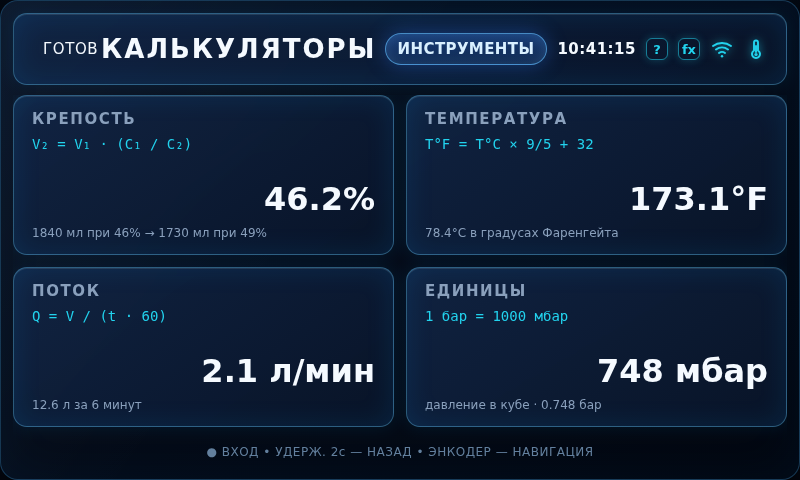 ГОТОВ КАЛЬКУЛЯТОРЫ ИНСТРУМЕНТЫ 10:41:15 ? fx
КРЕПОСТЬ
V₂ = V₁ · (C₁ / C₂)
46.2%
1840 мл при 46% → 1730 мл при 49%
ТЕМПЕРАТУРА
T°F = T°C × 9/5 + 32
173.1°F
78.4°C в градусах Фаренгейта
ПОТОК
Q = V / (t · 60)
2.1 л/мин
12.6 л за 6 минут
ЕДИНИЦЫ
1 бар = 1000 мбар
748 мбар
давление в кубе · 0.748 бар
● ВХОД • УДЕРЖ. 2с — НАЗАД • ЭНКОДЕР — НАВИГАЦИЯ